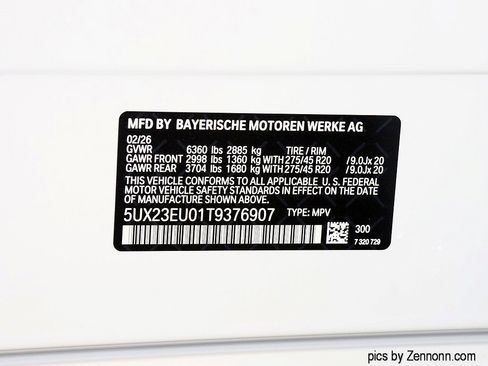 MFD BY BAYERISCHE MOTOREN WERKE AG
02/26
GVWR 6360 lbs 2885 kg TIRE / RIM
GAWR FRONT 2998 lbs 1360 kg WITH 275/45 R20 /9.0Jx 20
GAWR REAR 3704 lbs 1680 kg WITH 275/45 R20 /9.0Jx 20
THIS VEHICLE CONFORMS TO ALL APPLICABLE U.S.
FEDERAL MOTOR VEHICLE SAFETY STANDARDS IN
EFFECT ON THE DATE OF MANUFACTURE SHOWN ABOVE.
5UX23EU01T9376907 TYPE: MPV
300
7 320 729
pics by Zennonn.com